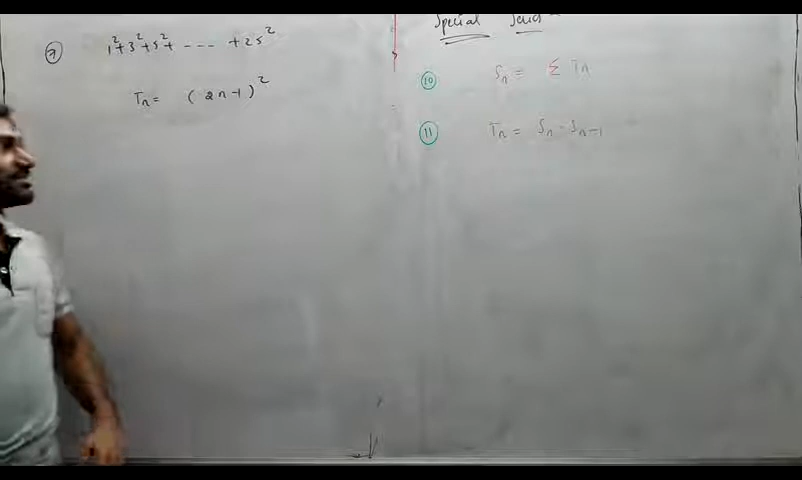 7 1²+3²+5²+ --- +25²
Tn = (2n-1)²
Special Series
10 Sn = Σ Tn
11 Tn = Sn - Sn-1